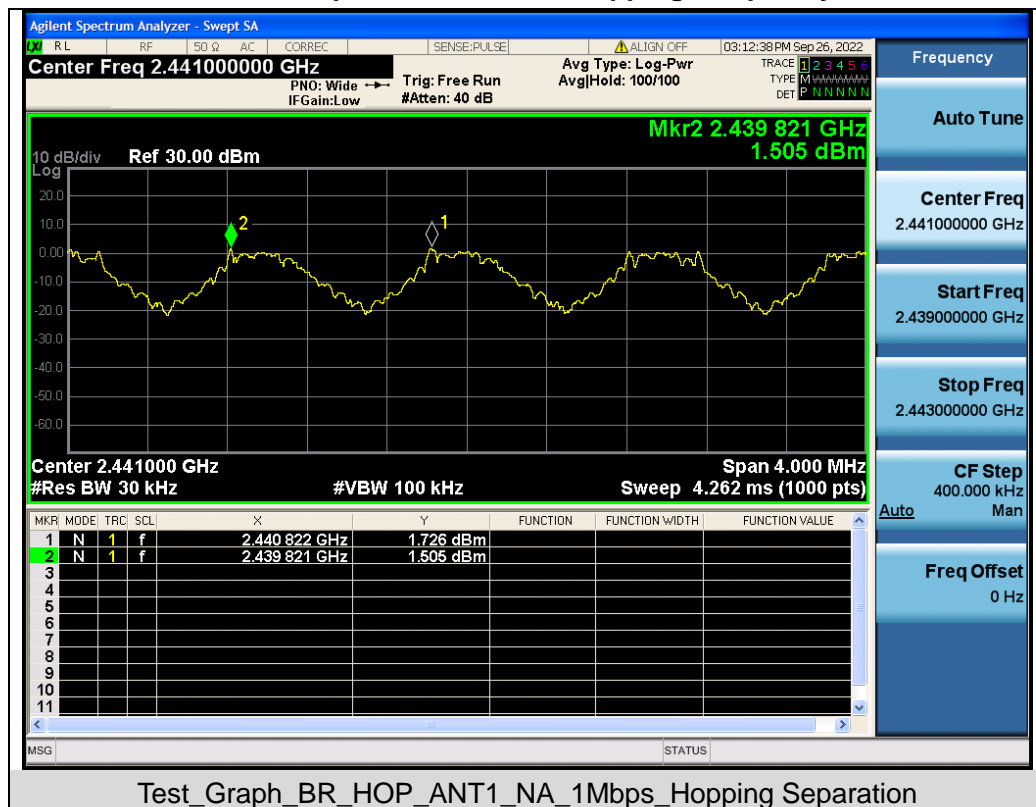 Agilent Spectrum Analyzer - Swept SA
LXI RL RF 50 Ω AC CORREC SENSE:PULSE ALIGN OFF 03:12:38 PM Sep 26, 2022
Center Freq 2.441000000 GHz
PNO: Wide
IFGain:Low
Trig: Free Run
#Atten: 40 dB
Avg Type: Log-Pwr
Avg|Hold: 100/100
TRACE 1 2 3 4 5 6
TYPE M
DET P N N N N N
Mkr2 2.439 821 GHz
1.505 dBm
10 dB/div Ref 30.00 dBm
Log
20.0
10.0
0.00
-10.0
-20.0
-30.0
-40.0
-50.0
-60.0
2
1
Center 2.441000 GHz Span 4.000 MHz
#Res BW 30 kHz #VBW 100 kHz Sweep 4.262 ms (1000 pts)
MKR MODE TRC SCL X Y FUNCTION FUNCTION WIDTH FUNCTION VALUE
1 N 1 f 2.440 822 GHz 1.726 dBm
2 N 1 f 2.439 821 GHz 1.505 dBm
3
4
5
6
7
8
9
10
11
MSG STATUS
Frequency
Auto Tune
Center Freq
2.441000000 GHz
Start Freq
2.439000000 GHz
Stop Freq
2.443000000 GHz
CF Step
400.000 kHz
Auto Man
Freq Offset
0 Hz
Test_Graph_BR_HOP_ANT1_NA_1Mbps_Hopping Separation